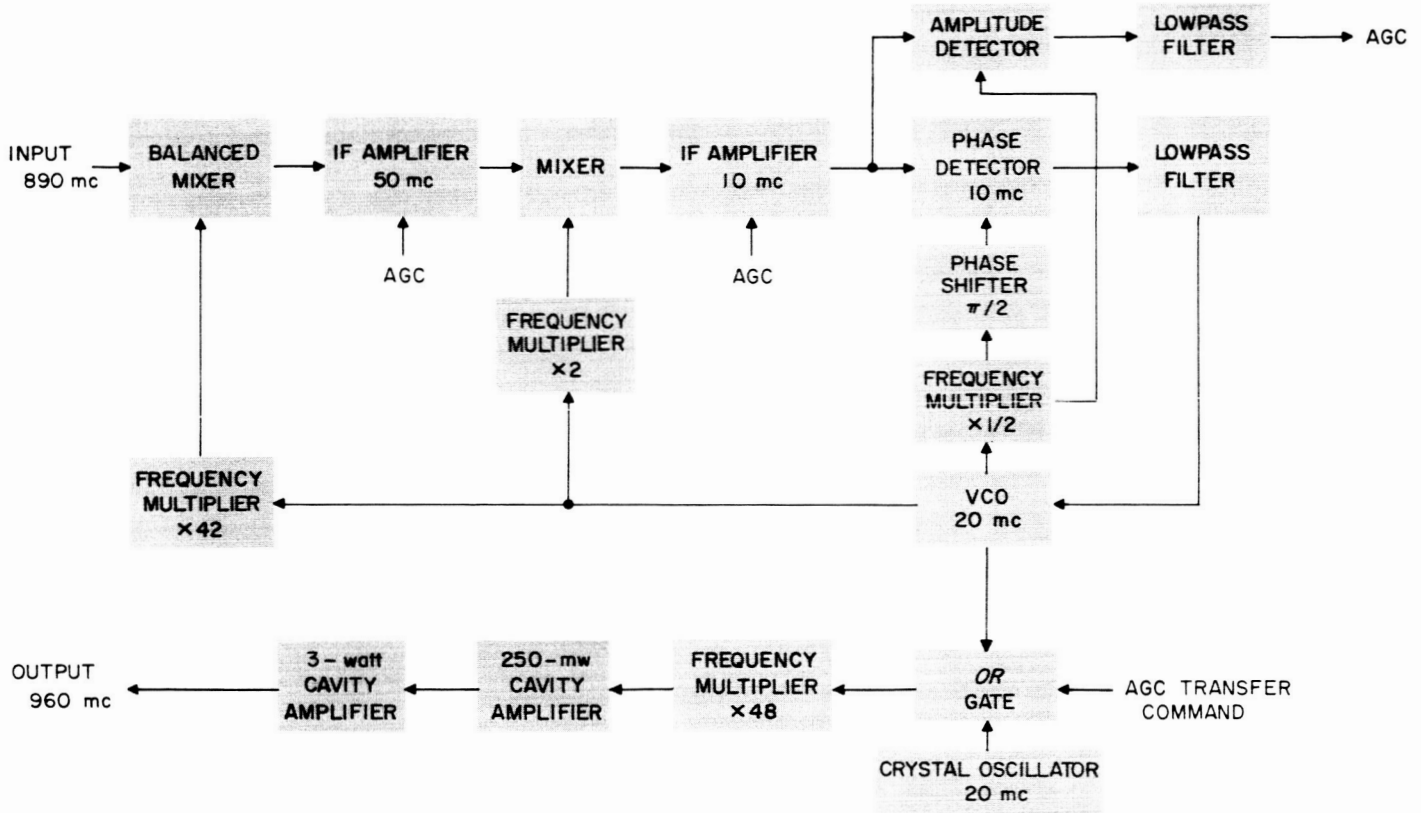 AMPLITUDE
DETECTOR
LOWPASS
FILTER
AGC
INPUT
890 mc
BALANCED
MIXER
IF AMPLIFIER
50 mc
MIXER
IF AMPLIFIER
10 mc
PHASE
DETECTOR
10 mc
LOWPASS
FILTER
AGC
AGC
PHASE
SHIFTER
π/2
FREQUENCY
MULTIPLIER
×2
FREQUENCY
MULTIPLIER
×1/2
FREQUENCY
MULTIPLIER
×42
VCO
20 mc
OUTPUT
960 mc
3-watt
CAVITY
AMPLIFIER
250-mw
CAVITY
AMPLIFIER
FREQUENCY
MULTIPLIER
×48
OR
GATE
AGC TRANSFER
COMMAND
CRYSTAL OSCILLATOR
20 mc